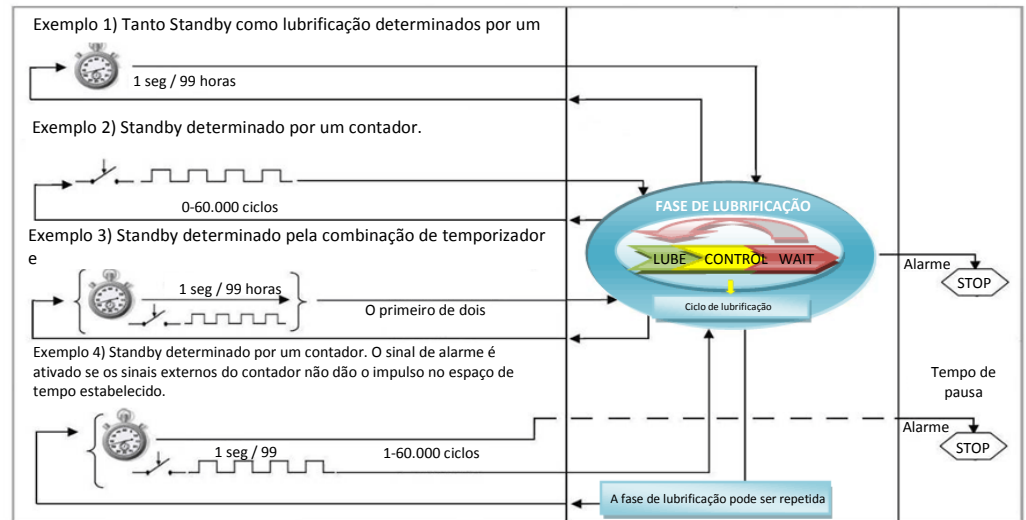 Exemplo 1) Tanto Standby como lubrificação determinados por um
1 seg / 99 horas
Exemplo 2) Standby determinado por um contador.
0-60.000 ciclos
Exemplo 3) Standby determinado pela combinação de temporizador
e
1 seg / 99 horas
O primeiro de dois
Exemplo 4) Standby determinado por um contador. O sinal de alarme é
ativado se os sinais externos do contador não dão o impulso no espaço de
tempo estabelecido.
1 seg / 99
1-60.000 ciclos
FASE DE LUBRIFICAÇÃO
LUBE CONTROL WAIT
Ciclo de lubrificação
A fase de lubrificação pode ser repetida
Alarme
STOP
Tempo de
pausa
Alarme
STOP